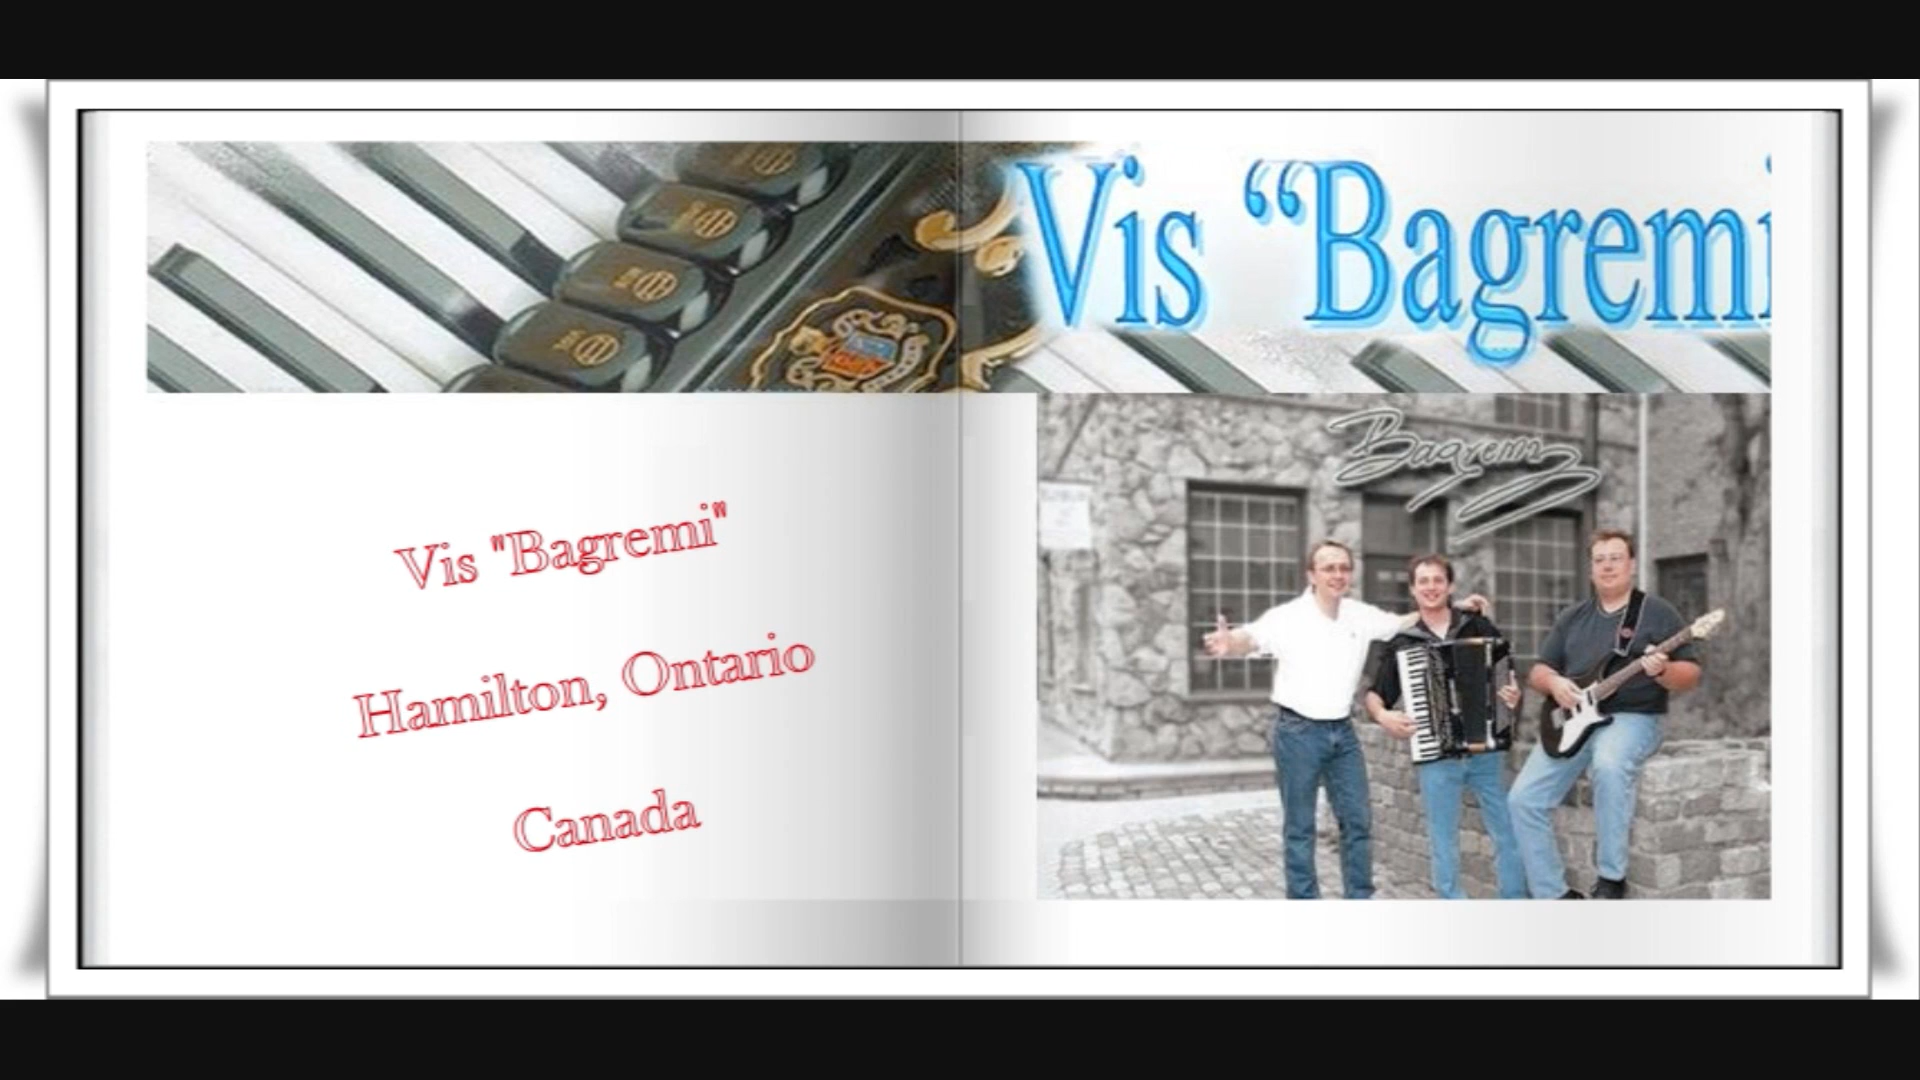 Vis “Bagremi
Bagremi
Vis "Bagremi"
Hamilton, Ontario
Canada